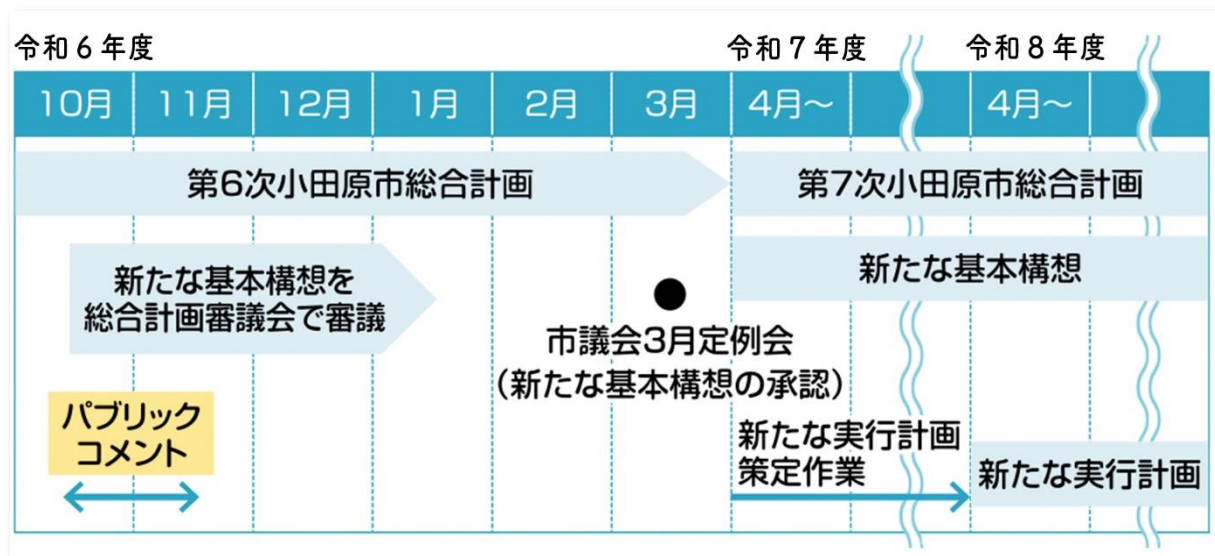 令和6年度
令和7年度
令和8年度
10月
11月
12月
1月
2月
3月
4月～
4月～
第6次小田原市総合計画
第7次小田原市総合計画
新たな基本構想を
総合計画審議会で審議
新たな基本構想
市議会3月定例会
（新たな基本構想の承認）
パブリック
コメント
新たな実行計画
策定作業
新たな実行計画